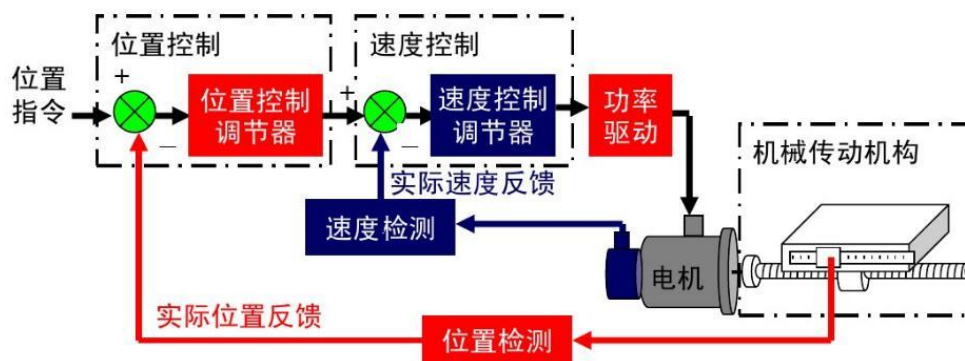 位置控制
速度控制
位置
指令
+
−
位置控制
调节器
+
−
速度控制
调节器
功率
驱动
机械传动机构
实际速度反馈
速度检测
电机
实际位置反馈
位置检测